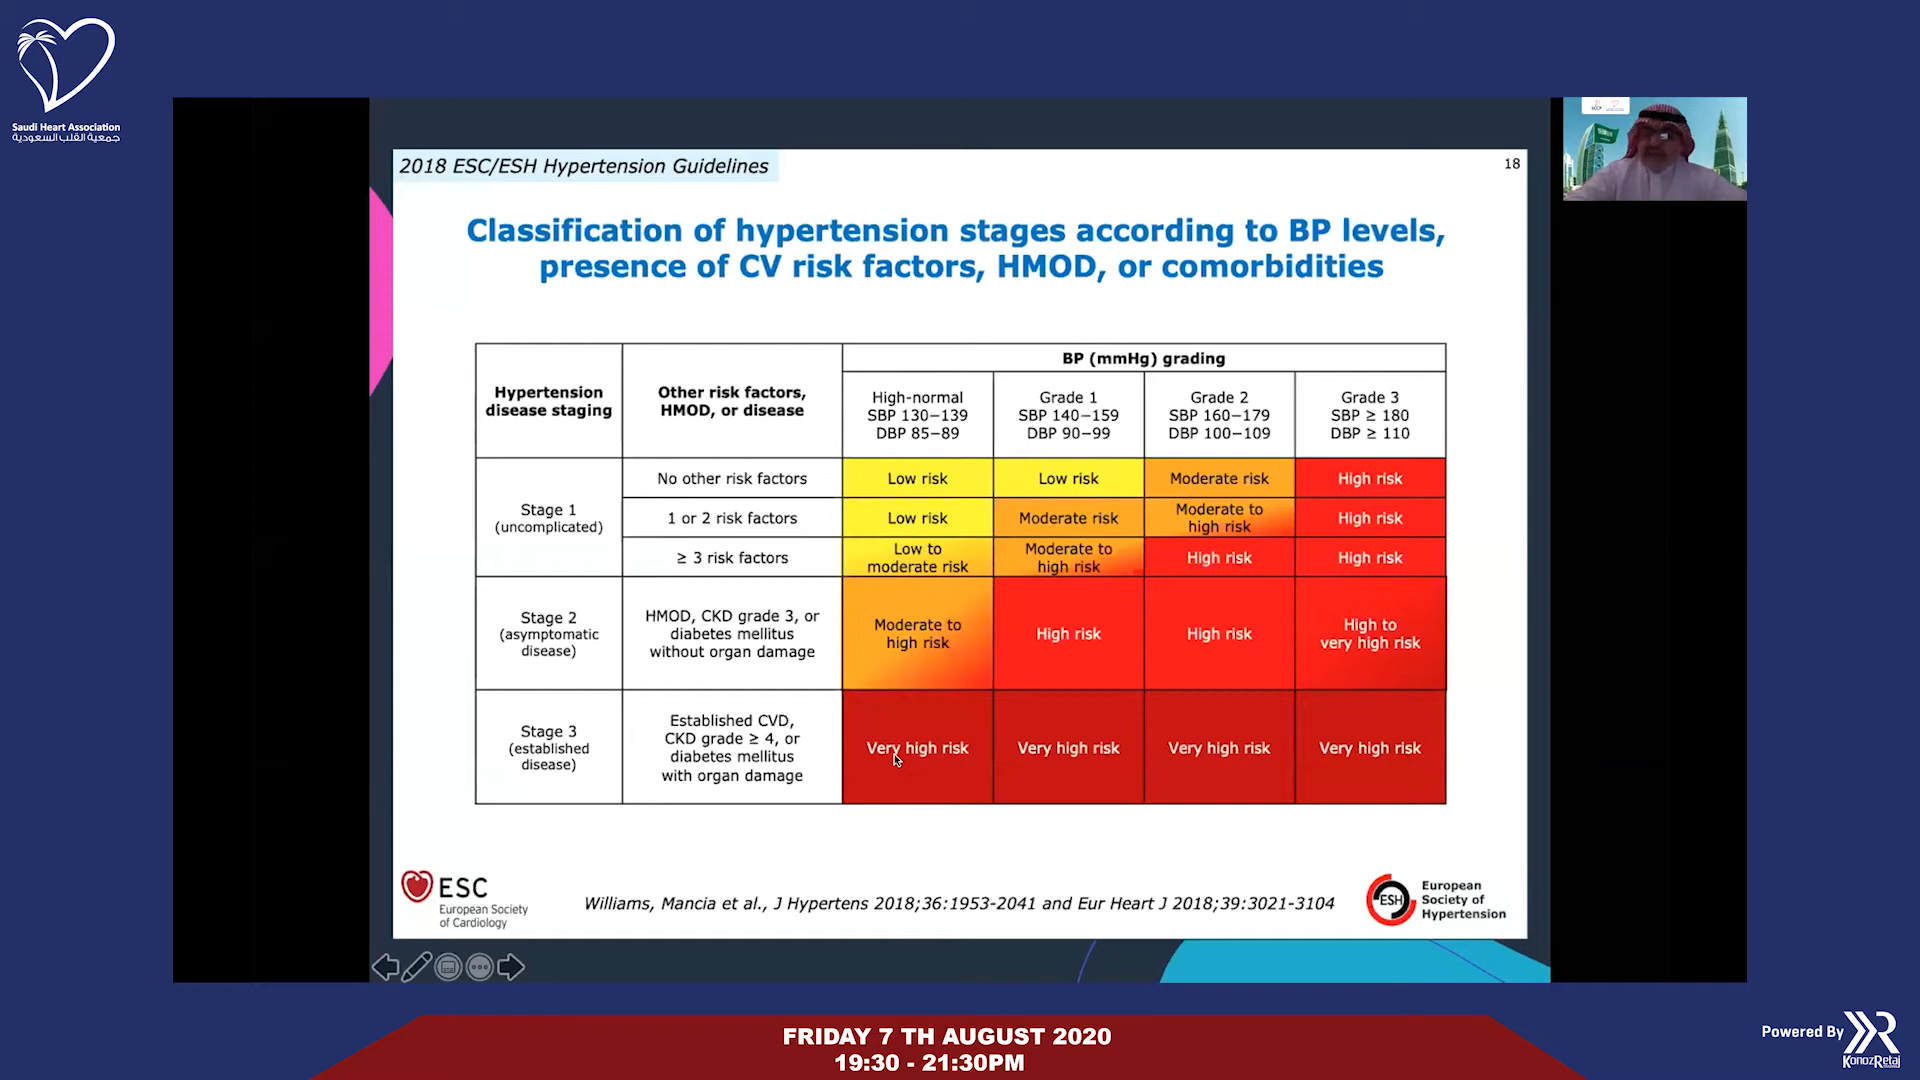 Saudi Heart Association
جمعية القلب السعودية
2018 ESC/ESH Hypertension Guidelines
18
Classification of hypertension stages according to BP levels,
presence of CV risk factors, HMOD, or comorbidities
Hypertension
disease staging
Other risk factors,
HMOD, or disease
BP (mmHg) grading
High-normal
SBP 130–139
DBP 85–89
Grade 1
SBP 140–159
DBP 90–99
Grade 2
SBP 160–179
DBP 100–109
Grade 3
SBP ≥ 180
DBP ≥ 110
Stage 1
(uncomplicated)
No other risk factors
Low risk
Low risk
Moderate risk
High risk
1 or 2 risk factors
Low risk
Moderate risk
Moderate to
high risk
High risk
≥ 3 risk factors
Low to
moderate risk
Moderate to
high risk
High risk
High risk
Stage 2
(asymptomatic
disease)
HMOD, CKD grade 3, or
diabetes mellitus
without organ damage
Moderate to
high risk
High risk
High risk
High to
very high risk
Stage 3
(established
disease)
Established CVD,
CKD grade ≥ 4, or
diabetes mellitus
with organ damage
Very high risk
Very high risk
Very high risk
Very high risk
ESC
European Society
of Cardiology
Williams, Mancia et al., J Hypertens 2018;36:1953-2041 and Eur Heart J 2018;39:3021-3104
ESH
European
Society of
Hypertension
FRIDAY 7 TH AUGUST 2020
19:30 - 21:30PM
Powered By
KonozRetaj